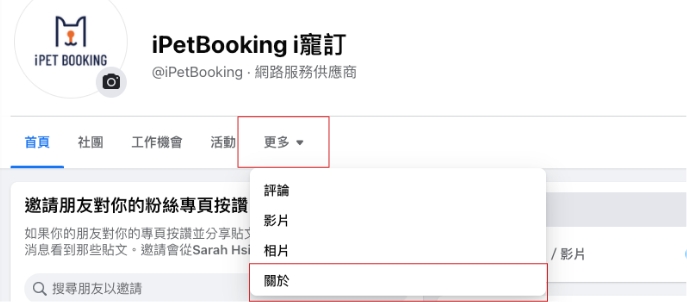 iPET BOOKING
iPetBooking i寵訂
@iPetBooking · 網路服務供應商
首頁 社團 工作機會 活動 更多
評論
影片
相片
關於
邀請朋友對你的粉絲專頁按讚
如果你的朋友對你的專頁按讚並分享貼文
消息看到那些貼文。邀請會從Sarah Hsi
/ 影片
搜尋朋友以邀請